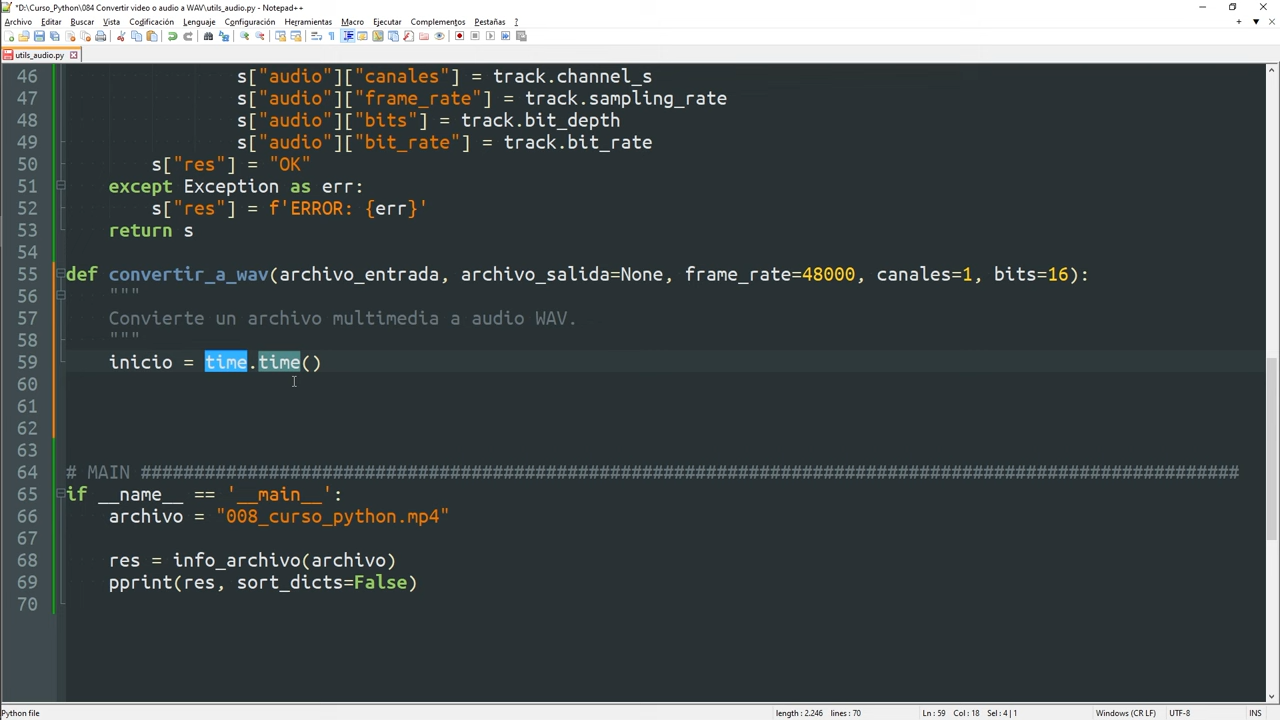 *D:\Curso_Python\084 Convertir video o audio a WAV\utils_audio.py - Notepad++
Archivo Editar Buscar Vista Codificación Lenguaje Configuración Herramientas Macro Ejecutar Complementos Pestañas ?
utils_audio.py
46 s["audio"]["canales"] = track.channel_s
47 s["audio"]["frame_rate"] = track.sampling_rate
48 s["audio"]["bits"] = track.bit_depth
49 s["audio"]["bit_rate"] = track.bit_rate
50 s["res"] = "OK"
51 except Exception as err:
52 s["res"] = f'ERROR: {err}'
53 return s
54
55 def convertir_a_wav(archivo_entrada, archivo_salida=None, frame_rate=48000, canales=1, bits=16):
56 """
57 Convierte un archivo multimedia a audio WAV.
58 """
59 inicio = time.time()
60
61
62
63
64 # MAIN #######################################################################################################
65 if __name__ == '__main__':
66 archivo = "008_curso_python.mp4"
67
68 res = info_archivo(archivo)
69 pprint(res, sort_dicts=False)
70
Python file length : 2.246 lines : 70 Ln : 59 Col : 18 Sel : 4 | 1 Windows (CR LF) UTF-8 INS